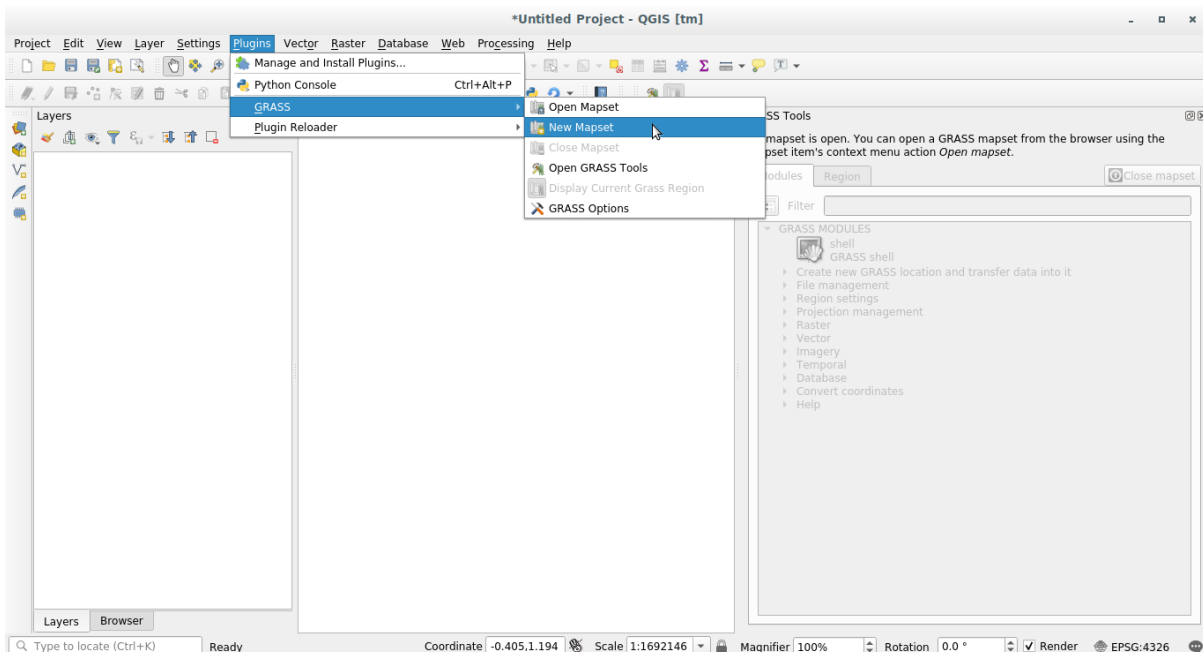 *Untitled Project - QGIS [tm]
Project Edit View Layer Settings Plugins Vector Raster Database Web Processing Help
Manage and Install Plugins...
Python Console Ctrl+Alt+P
GRASS
Plugin Reloader
Open Mapset
New Mapset
Close Mapset
Open GRASS Tools
Display Current Grass Region
GRASS Options
Layers
SS Tools
mapset is open. You can open a GRASS mapset from the browser using the
pset item's context menu action Open mapset.
odules Region Close mapset
Filter
GRASS MODULES
shell
GRASS shell
Create new GRASS location and transfer data into it
File management
Region settings
Projection management
Raster
Vector
Imagery
Temporal
Database
Convert coordinates
Help
Layers Browser
Type to locate (Ctrl+K) Ready Coordinate -0.405,1.194 Scale 1:1692146 Magnifier 100% Rotation 0.0 ° Render EPSG:4326